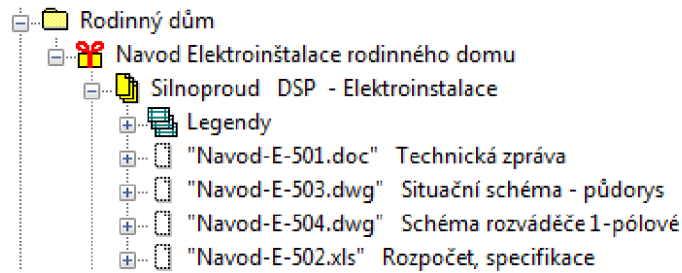 Rodinný dům
Navod Elektroinštalace rodinného domu
Silnoproud DSP - Elektroinstalace
Legendy
"Navod-E-501.doc" Technická zpráva
"Navod-E-503.dwg" Situační schéma - půdorys
"Navod-E-504.dwg" Schéma rozváděče 1-pólové
"Navod-E-502.xls" Rozpočet, specifikace